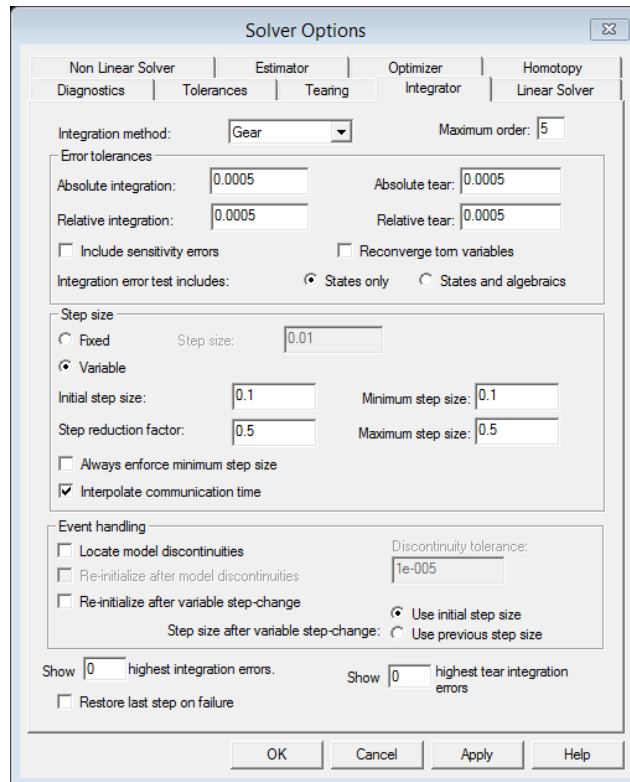 Solver Options
Non Linear Solver Estimator Optimizer Homotopy
Diagnostics Tolerances Tearing Integrator Linear Solver
Integration method: Gear Maximum order: 5
Error tolerances
Absolute integration: 0.0005 Absolute tear: 0.0005
Relative integration: 0.0005 Relative tear: 0.0005
Include sensitivity errors Reconverge torn variables
Integration error test includes: States only States and algebraics
Step size
Fixed Step size: 0.01
Variable
Initial step size: 0.1 Minimum step size: 0.1
Step reduction factor: 0.5 Maximum step size: 0.5
Always enforce minimum step size
Interpolate communication time
Event handling
Locate model discontinuities Discontinuity tolerance:
Re-initialize after model discontinuities 1e-005
Re-initialize after variable step-change Use initial step size
Step size after variable step-change: Use previous step size
Show 0 highest integration errors. Show 0 highest tear integration errors
Restore last step on failure
OK Cancel Apply Help